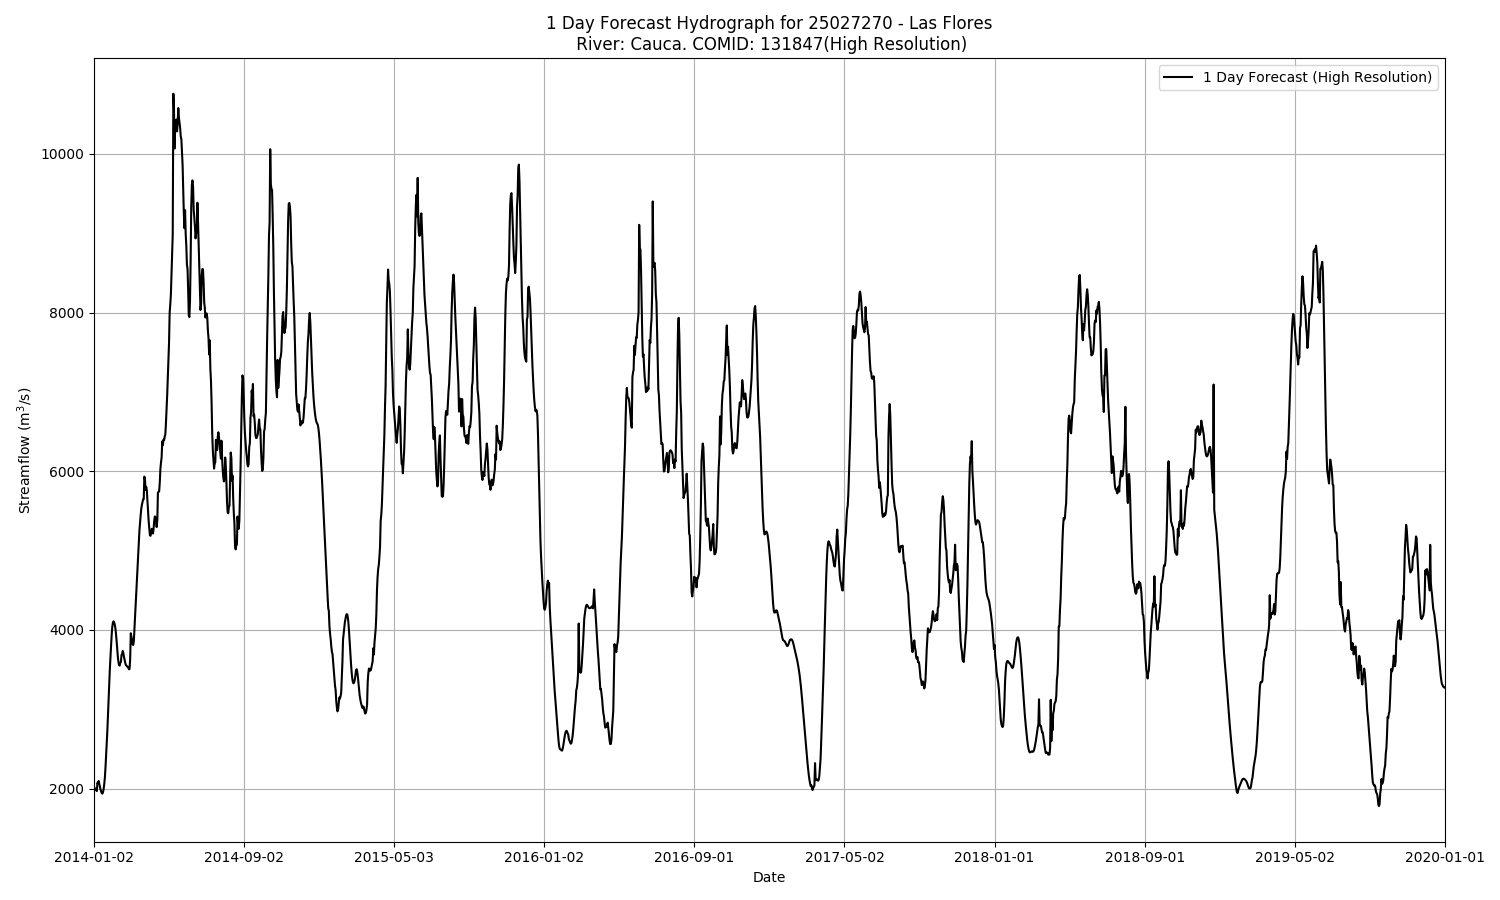 1 Day Forecast Hydrograph for 25027270 - Las Flores
River: Cauca. COMID: 131847(High Resolution)
1 Day Forecast (High Resolution)
Streamflow (m³/s)
10000
8000
6000
4000
2000
2014-01-02 2014-09-02 2015-05-03 2016-01-02 2016-09-01 2017-05-02 2018-01-01 2018-09-01 2019-05-02 2020-01-01
Date